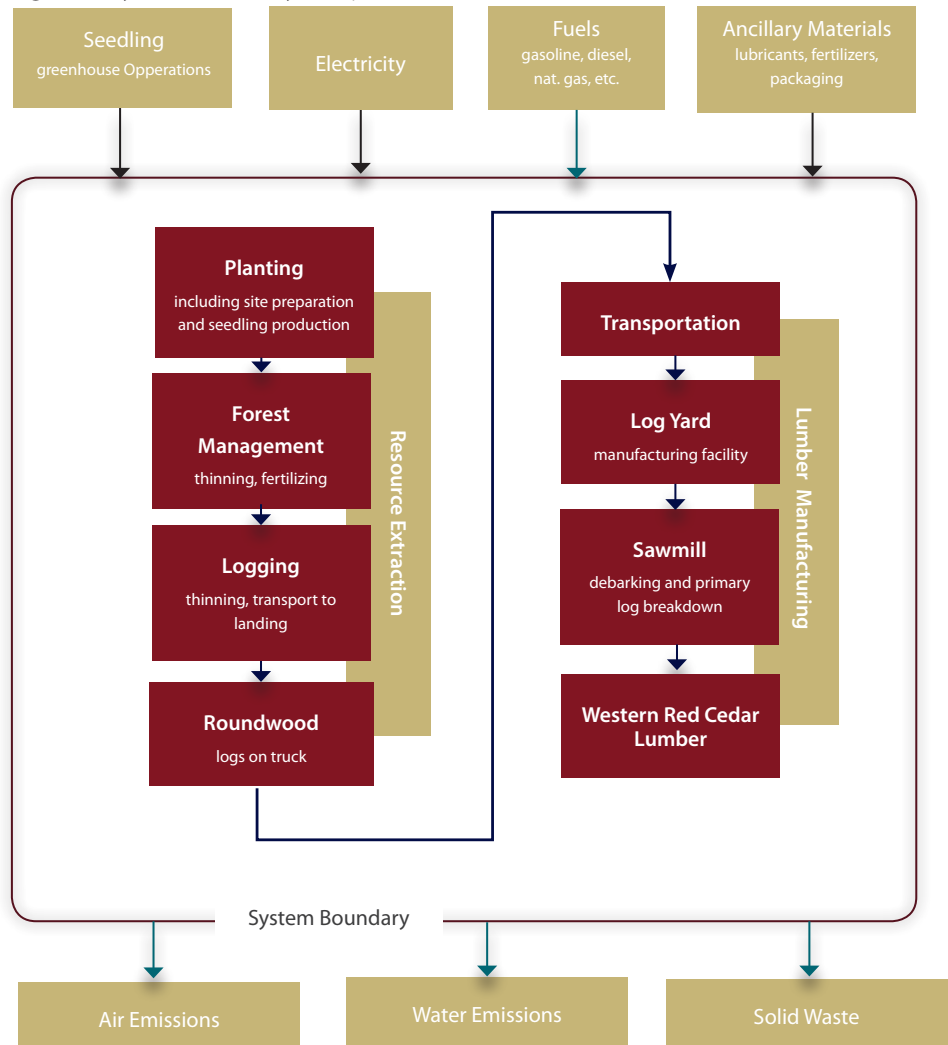 Seedling
greenhouse Opperations
Electricity
Fuels
gasoline, diesel,
nat. gas, etc.
Ancillary Materials
lubricants, fertilizers,
packaging
Planting
including site preparation
and seedling production
Forest
Management
thinning, fertilizing
Logging
thinning, transport to
landing
Roundwood
logs on truck
Resource Extraction
Transportation
Log Yard
manufacturing facility
Sawmill
debarking and primary
log breakdown
Western Red Cedar
Lumber
Lumber Manufacturing
System Boundary
Air Emissions
Water Emissions
Solid Waste